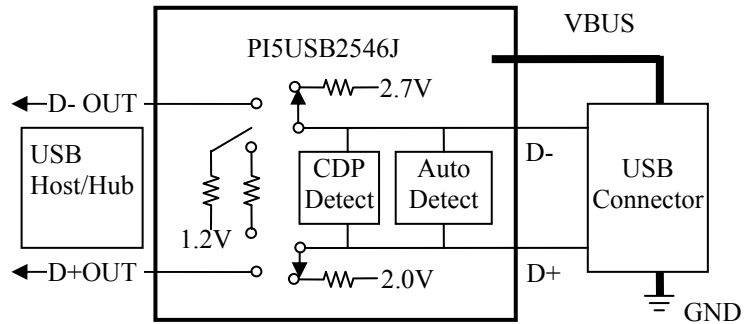 VBUS
PI5USB2546J
2.7V
D- OUT
USB
Host/Hub
1.2V
CDP
Detect
Auto
Detect
D-
USB
Connector
D+OUT
2.0V
D+
GND